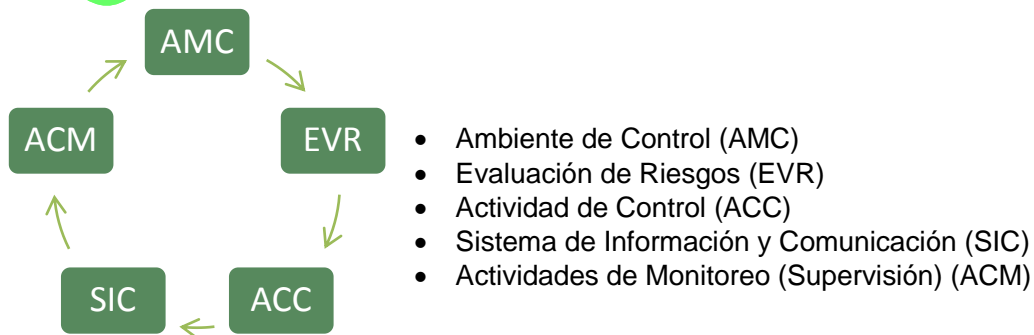 AMC
ACM
EVR
SIC
ACC
• Ambiente de Control (AMC)
• Evaluación de Riesgos (EVR)
• Actividad de Control (ACC)
• Sistema de Información y Comunicación (SIC)
• Actividades de Monitoreo (Supervisión) (ACM)